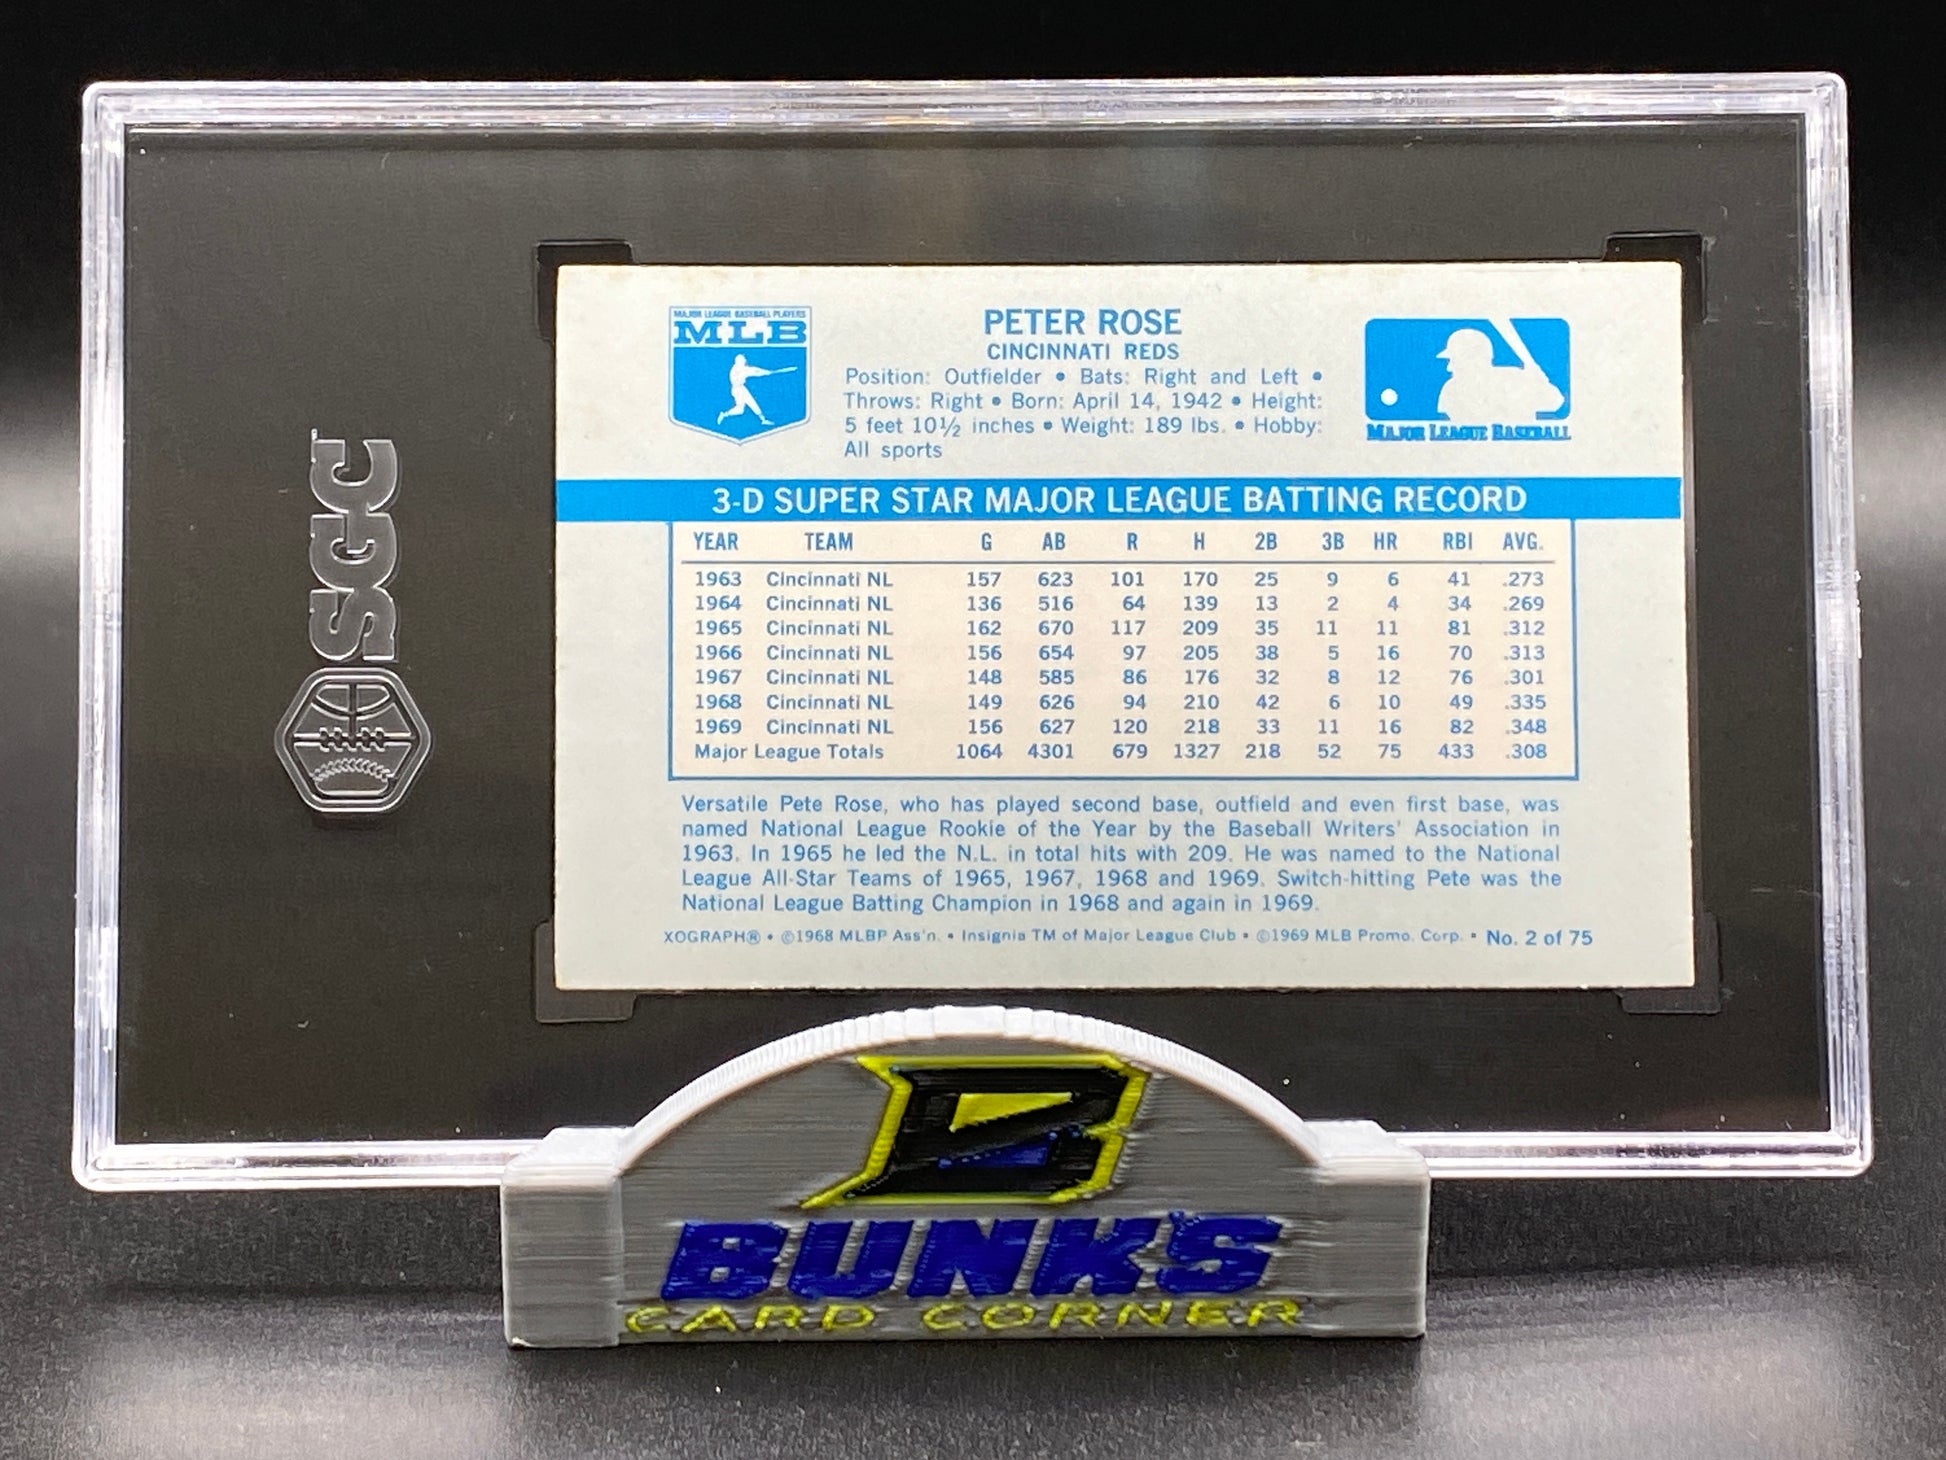 SGC
MAJOR LEAGUE BASEBALL PLAYERS
MLB
PETER ROSE
CINCINNATI REDS
Position: Outfielder • Bats: Right and Left •
Throws: Right • Born: April 14, 1942 • Height:
5 feet 10½ inches • Weight: 189 lbs. • Hobby:
All sports
MAJOR LEAGUE BASEBALL
3-D SUPER STAR MAJOR LEAGUE BATTING RECORD
YEAR TEAM G AB R H 2B 3B HR RBI AVG.
1963 Cincinnati NL 157 623 101 170 25 9 6 41 .273
1964 Cincinnati NL 136 516 64 139 13 2 4 34 .269
1965 Cincinnati NL 162 670 117 209 35 11 11 81 .312
1966 Cincinnati NL 156 654 97 205 38 5 16 70 .313
1967 Cincinnati NL 148 585 86 176 32 8 12 76 .301
1968 Cincinnati NL 149 626 94 210 42 6 10 49 .335
1969 Cincinnati NL 156 627 120 218 33 11 16 82 .348
Major League Totals 1064 4301 679 1327 218 52 75 433 .308
Versatile Pete Rose, who has played second base, outfield and even first base, was
named National League Rookie of the Year by the Baseball Writers' Association in
1963. In 1965 he led the N.L. in total hits with 209. He was named to the National
League All-Star Teams of 1965, 1967, 1968 and 1969. Switch-hitting Pete was the
National League Batting Champion in 1968 and again in 1969.
XOGRAPH® • ©1968 MLBP Ass'n. • Insignia TM of Major League Club • ©1969 MLB Promo. Corp. • No. 2 of 75
B
BUNK'S
CARD CORNER